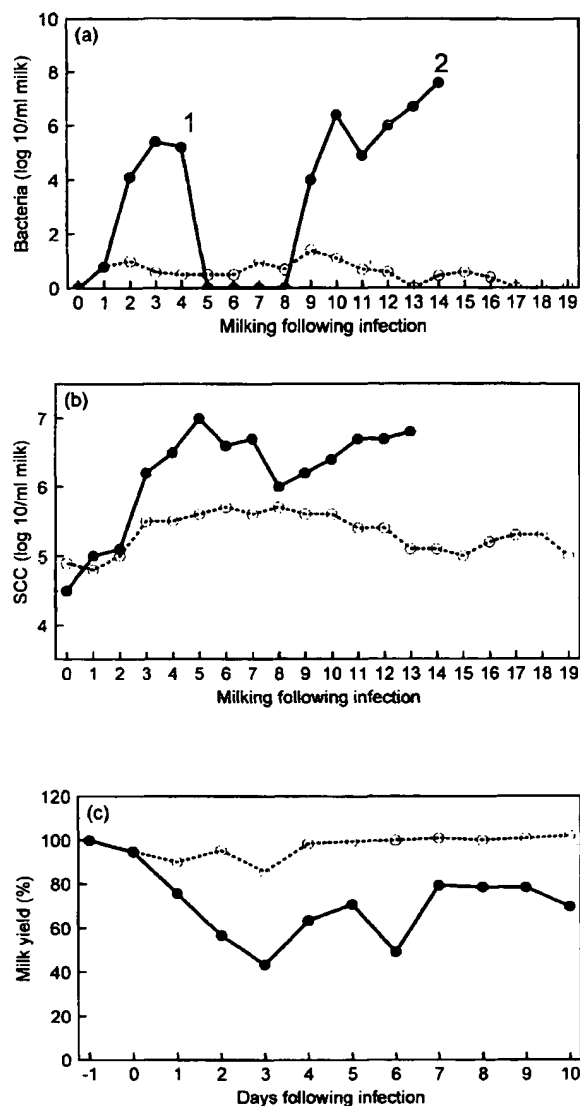 (a)
Bacteria (log 10/ml milk)
10
8
6
4
2
0
1
2
0 1 2 3 4 5 6 7 8 9 10 11 12 13 14 15 16 17 18 19
Milking following infection
(b)
SCC (log 10/ml milk)
7
6
5
4
0 1 2 3 4 5 6 7 8 9 10 11 12 13 14 15 16 17 18 19
Milking following infection
(c)
Milk yield (%)
120
100
80
60
40
20
0
-1 0 1 2 3 4 5 6 7 8 9 10
Days following infection